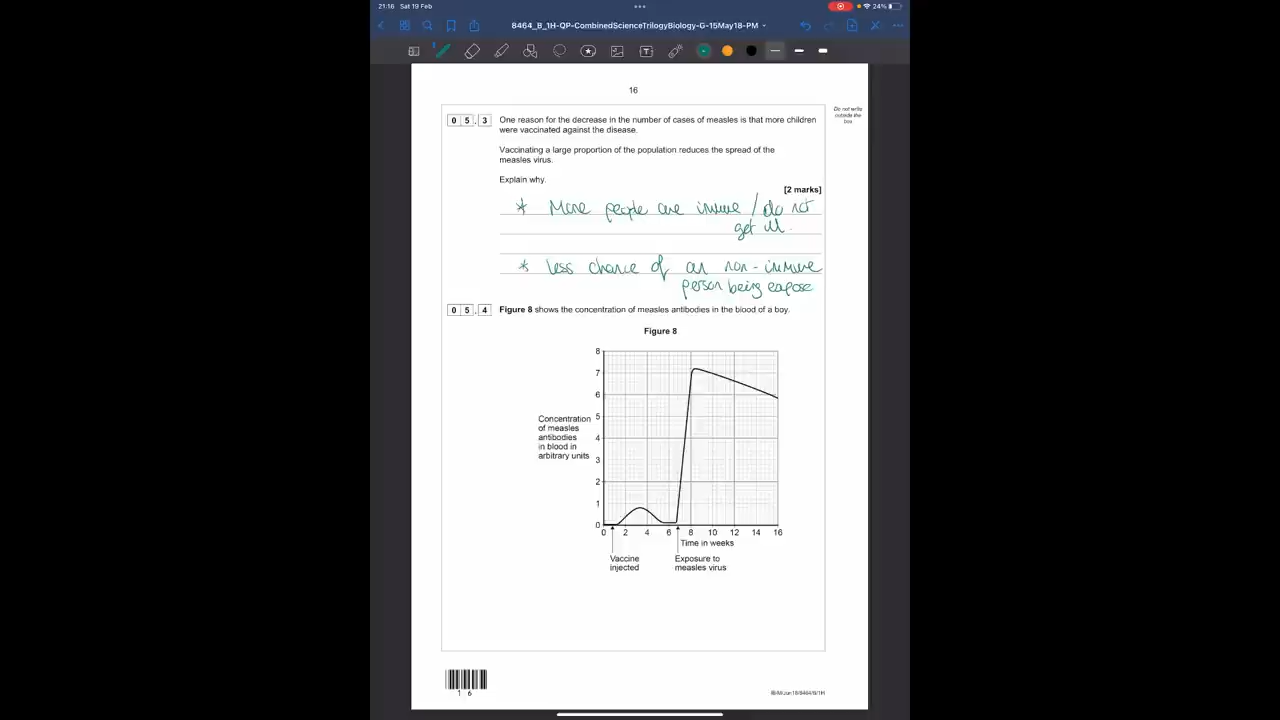 21:16 Sat 19 Feb
24%
8464_B_1H-QP-CombinedScienceTrilogyBiology-G-15May18-PM
16
Do not write
outside the
box
0 5 . 3 One reason for the decrease in the number of cases of measles is that more children
were vaccinated against the disease.
Vaccinating a large proportion of the population reduces the spread of the
measles virus.
Explain why.
[2 marks]
* More people are immune / do not
get ill.
* less chance of an non-immune
person being expose
0 5 . 4 Figure 8 shows the concentration of measles antibodies in the blood of a boy.
Figure 8
8
7
6
5
4
3
2
1
0
Concentration
of measles
antibodies
in blood in
arbitrary units
0 2 4 6 8 10 12 14 16
Time in weeks
Vaccine
injected
Exposure to
measles virus
1 6
IB/M/Jun18/8464/B/1H